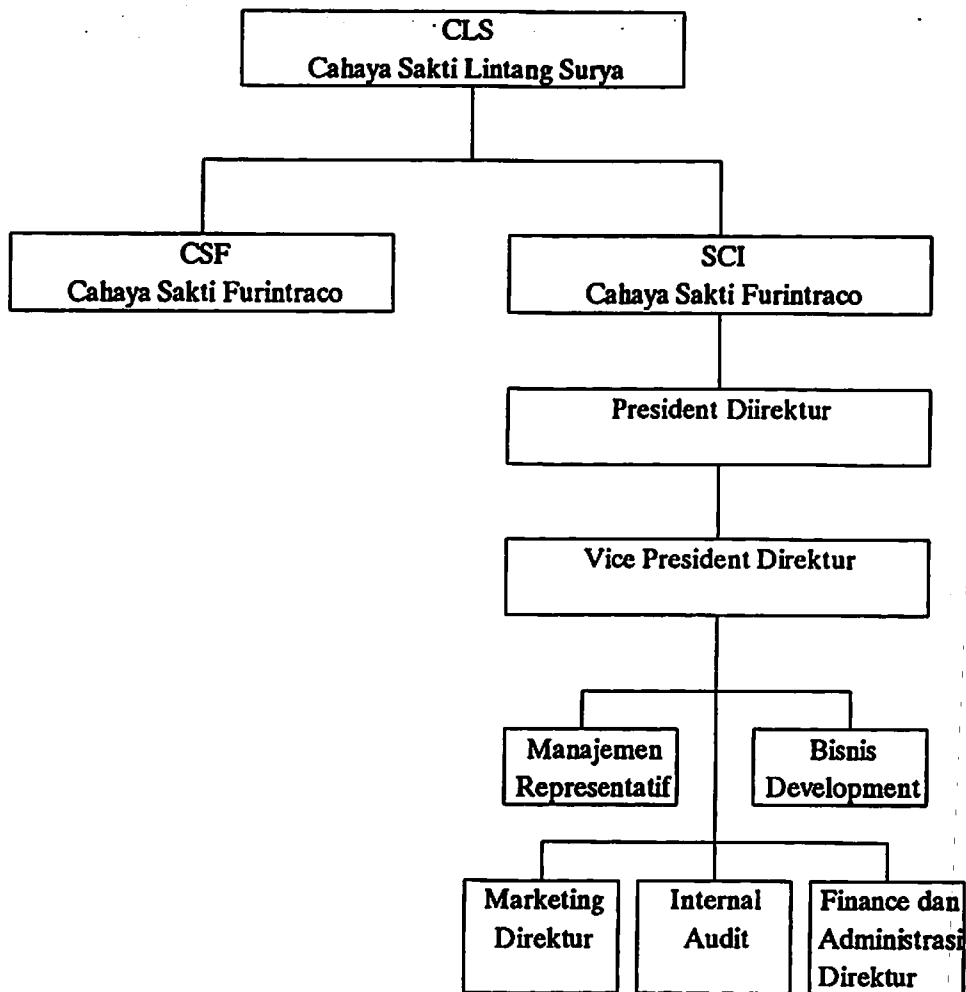 CLS
Cahaya Sakti Lintang Surya
CSF
Cahaya Sakti Furintraco
SCI
Cahaya Sakti Furintraco
President Diirektur
Vice President Direktur
Manajemen
Representatif
Bisnis
Development
Marketing
Direktur
Internal
Audit
Finance dan
Administrasi
Direktur